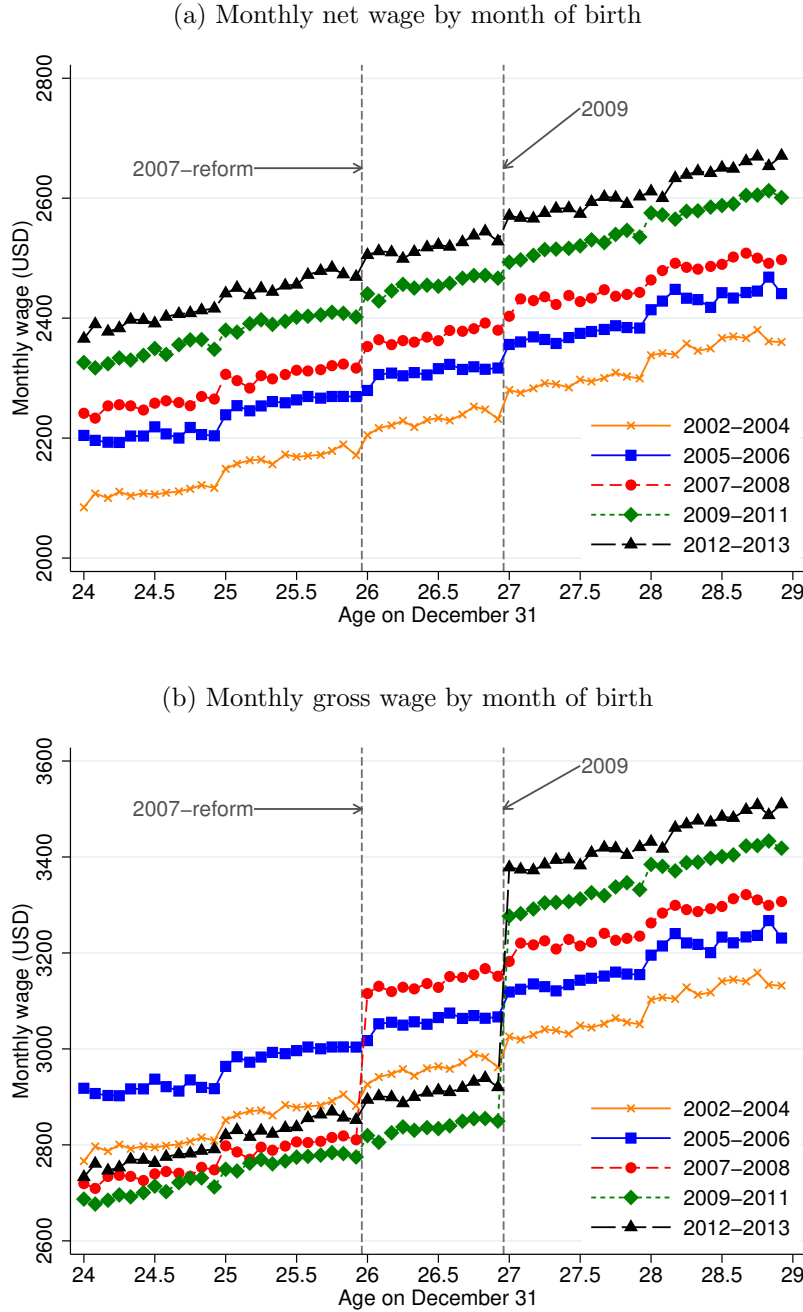 (a) Monthly net wage by month of birth
Monthly wage (USD)
2800
2600
2400
2200
2000
2009
2007−reform
2002−2004
2005−2006
2007−2008
2009−2011
2012−2013
24 24.5 25 25.5 26 26.5 27 27.5 28 28.5 29
Age on December 31
(b) Monthly gross wage by month of birth
Monthly wage (USD)
3600
3400
3200
3000
2800
2600
2009
2007−reform
2002−2004
2005−2006
2007−2008
2009−2011
2012−2013
24 24.5 25 25.5 26 26.5 27 27.5 28 28.5 29
Age on December 31